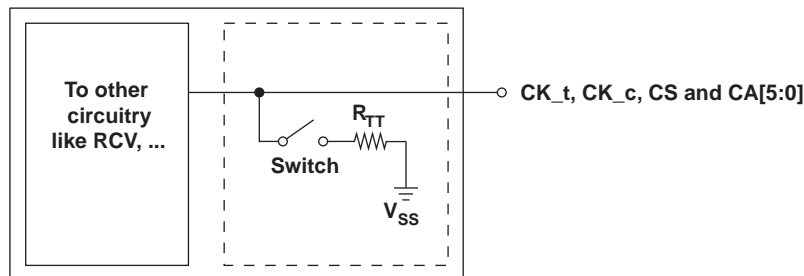 To other
circuitry
like RCV, ...
CK_t, CK_c, CS and CA[5:0]
RTT
Switch
VSS